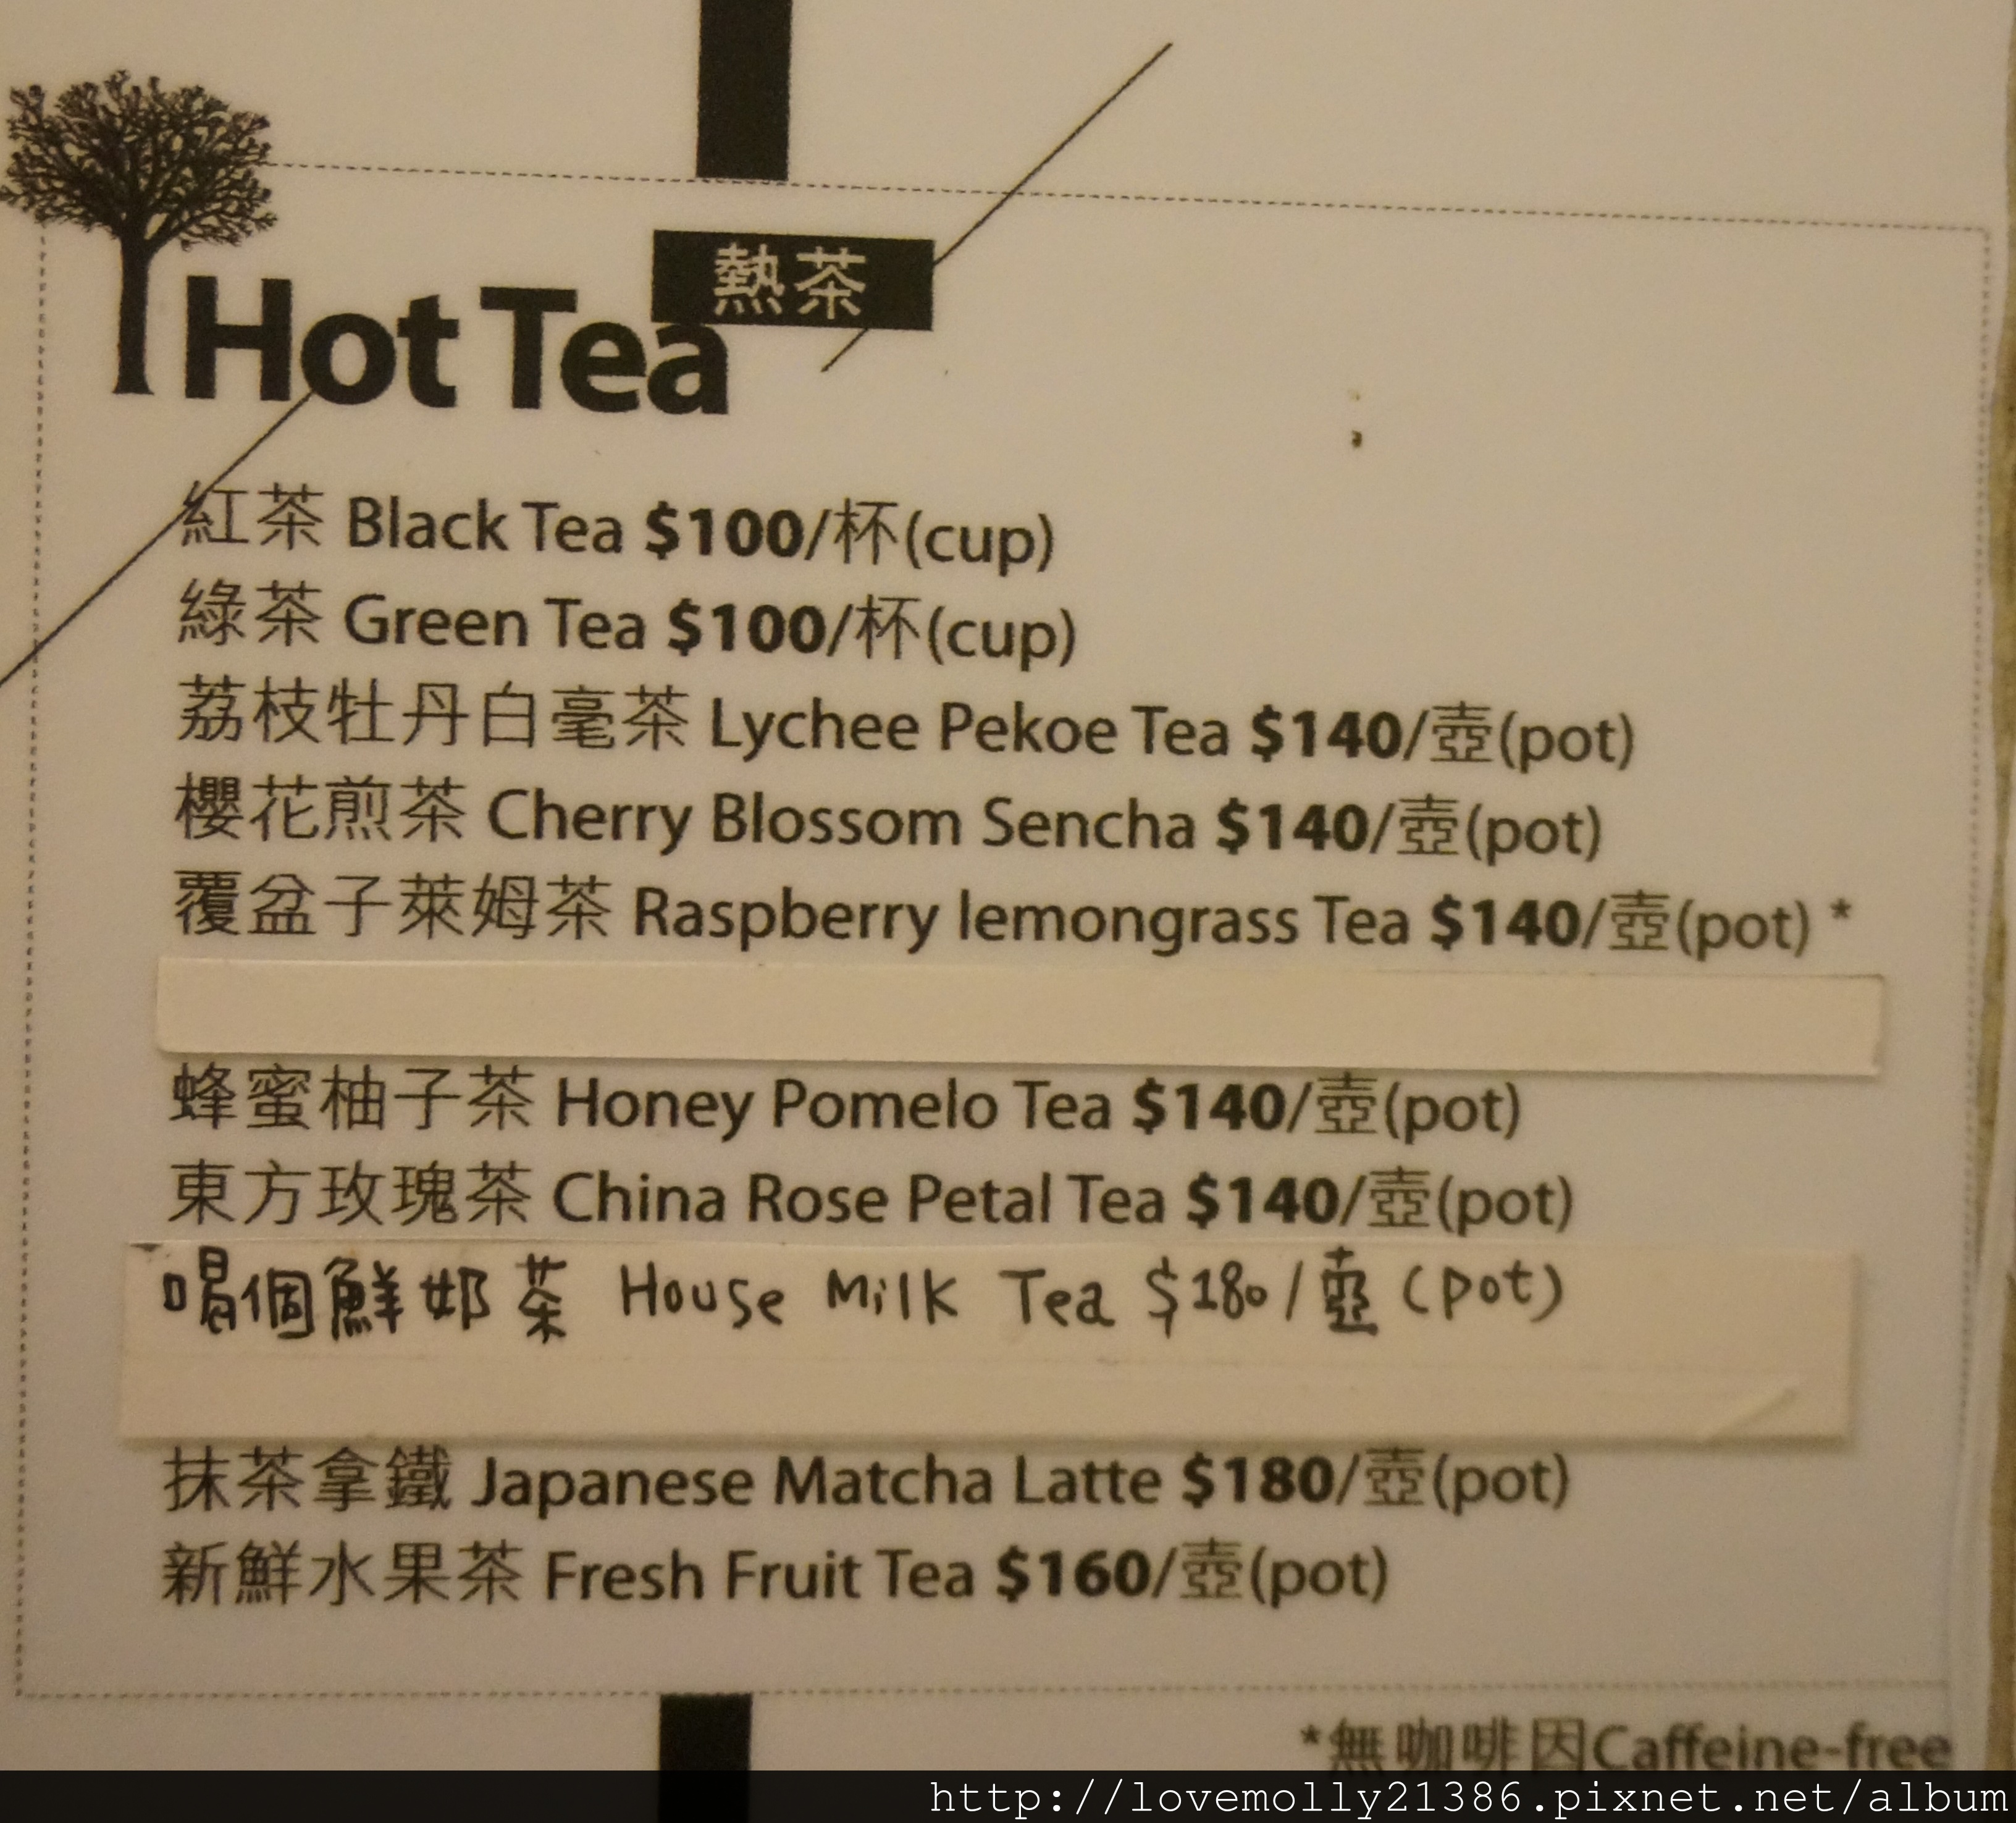 熱茶
Hot Tea
紅茶 Black Tea $100/杯(cup)
綠茶 Green Tea $100/杯(cup)
荔枝牡丹白毫茶 Lychee Pekoe Tea $140/壺(pot)
櫻花煎茶 Cherry Blossom Sencha $140/壺(pot)
覆盆子萊姆茶 Raspberry lemongrass Tea $140/壺(pot) *
蜂蜜柚子茶 Honey Pomelo Tea $140/壺(pot)
東方玫瑰茶 China Rose Petal Tea $140/壺(pot)
喝個鮮奶茶 House Milk Tea $180/壺(pot)
抹茶拿鐵 Japanese Matcha Latte $180/壺(pot)
新鮮水果茶 Fresh Fruit Tea $160/壺(pot)
*無咖啡因Caffeine-free
http://lovemolly21386.pixnet.net/album